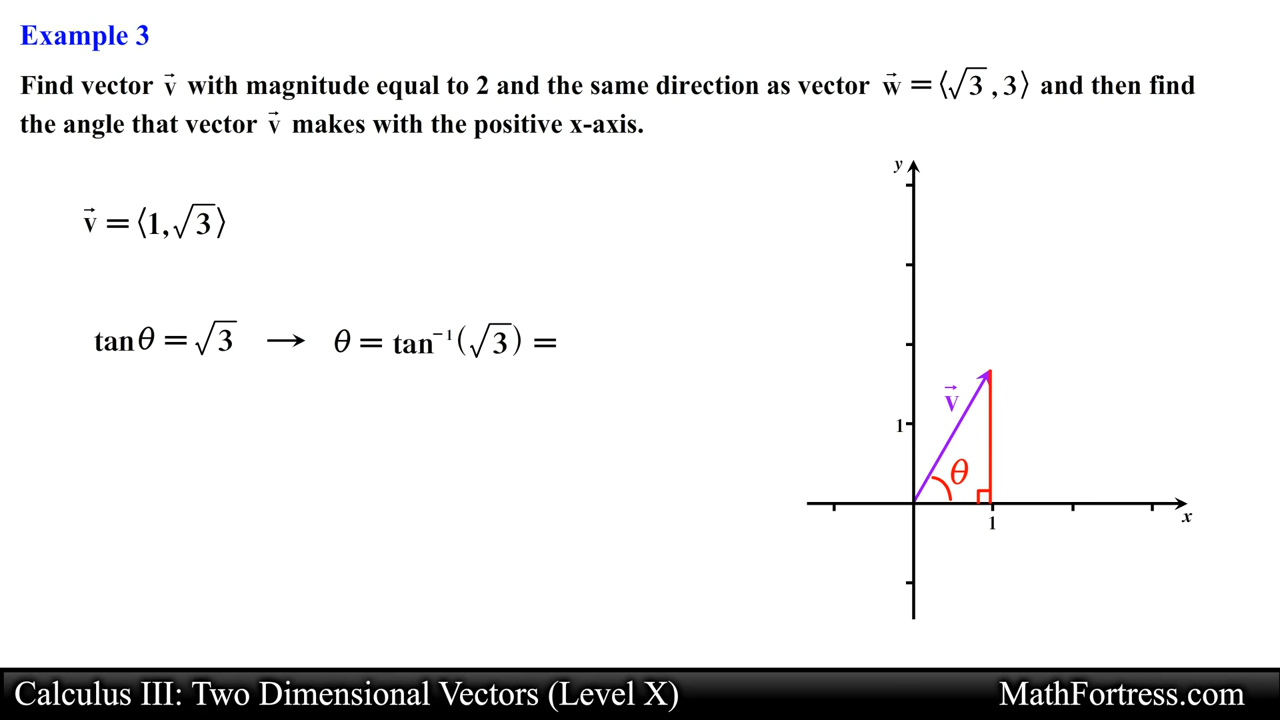 Example 3
Find vector v⃗ with magnitude equal to 2 and the same direction as vector w⃗ = ⟨√3, 3⟩ and then find
the angle that vector v⃗ makes with the positive x-axis.
v⃗ = ⟨1, √3⟩
tan θ = √3 → θ = tan⁻¹(√3) =
y
1
v⃗
θ
1
x
Calculus III: Two Dimensional Vectors (Level X)
MathFortress.com